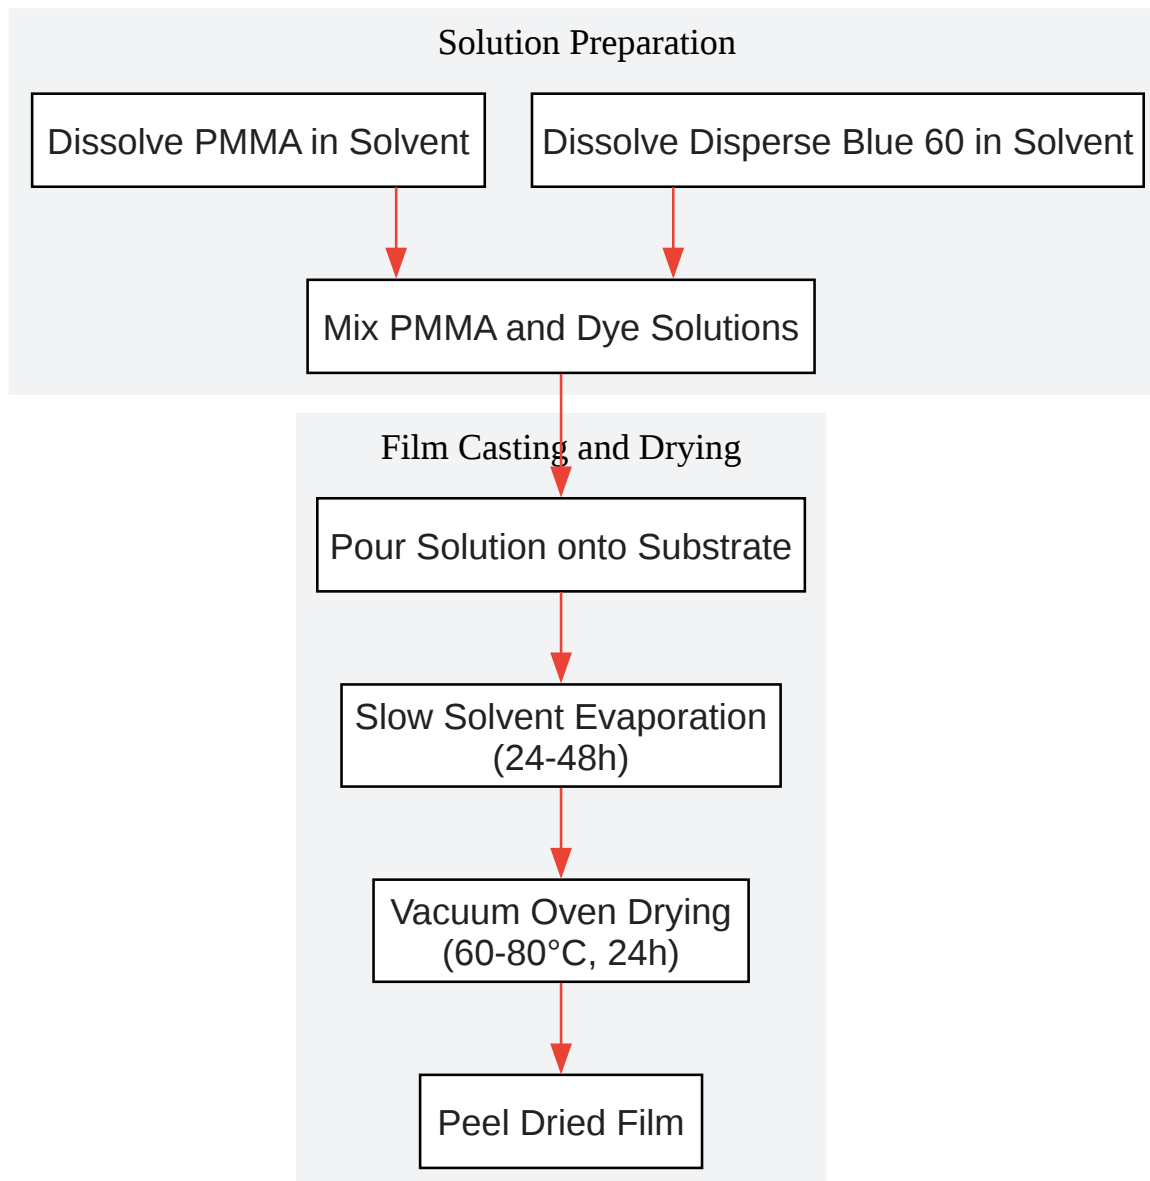 Solution Preparation
Dissolve PMMA in Solvent
Dissolve Disperse Blue 60 in Solvent
Mix PMMA and Dye Solutions
Film Casting and Drying
Pour Solution onto Substrate
Slow Solvent Evaporation
(24-48h)
Vacuum Oven Drying
(60-80°C, 24h)
Peel Dried Film